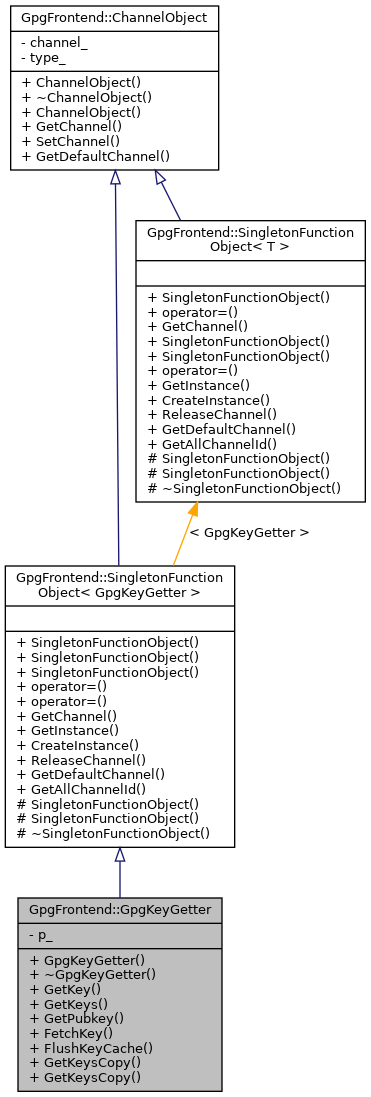 GpgFrontend::ChannelObject
- channel_
- type_
+ ChannelObject()
+ ~ChannelObject()
+ ChannelObject()
+ GetChannel()
+ SetChannel()
+ GetDefaultChannel()
GpgFrontend::SingletonFunction
Object< T >
+ SingletonFunctionObject()
+ operator=()
+ GetChannel()
+ SingletonFunctionObject()
+ SingletonFunctionObject()
+ operator=()
+ GetInstance()
+ CreateInstance()
+ ReleaseChannel()
+ GetDefaultChannel()
+ GetAllChannelId()
# SingletonFunctionObject()
# SingletonFunctionObject()
# ~SingletonFunctionObject()
< GpgKeyGetter >
GpgFrontend::SingletonFunction
Object< GpgKeyGetter >
+ SingletonFunctionObject()
+ SingletonFunctionObject()
+ SingletonFunctionObject()
+ operator=()
+ operator=()
+ GetChannel()
+ GetInstance()
+ CreateInstance()
+ ReleaseChannel()
+ GetDefaultChannel()
+ GetAllChannelId()
# SingletonFunctionObject()
# SingletonFunctionObject()
# ~SingletonFunctionObject()
GpgFrontend::GpgKeyGetter
- p_
+ GpgKeyGetter()
+ ~GpgKeyGetter()
+ GetKey()
+ GetKeys()
+ GetPubkey()
+ FetchKey()
+ FlushKeyCache()
+ GetKeysCopy()
+ GetKeysCopy()